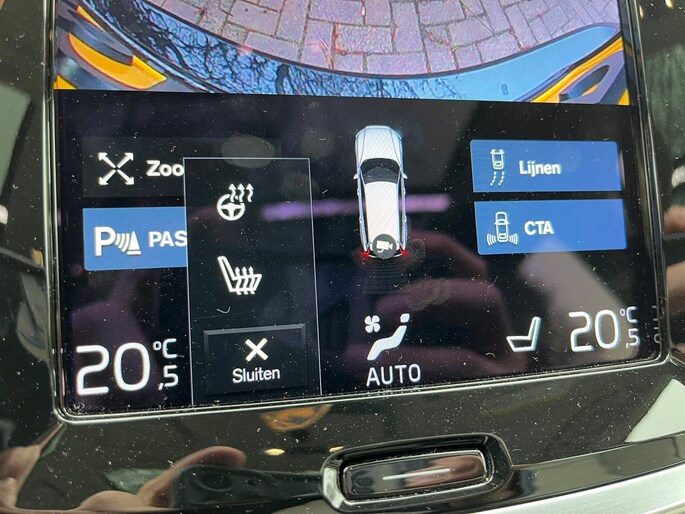 Zoo
PAS
Lijnen
CTA
20,5 °C
Sluiten
AUTO
20,5 °C